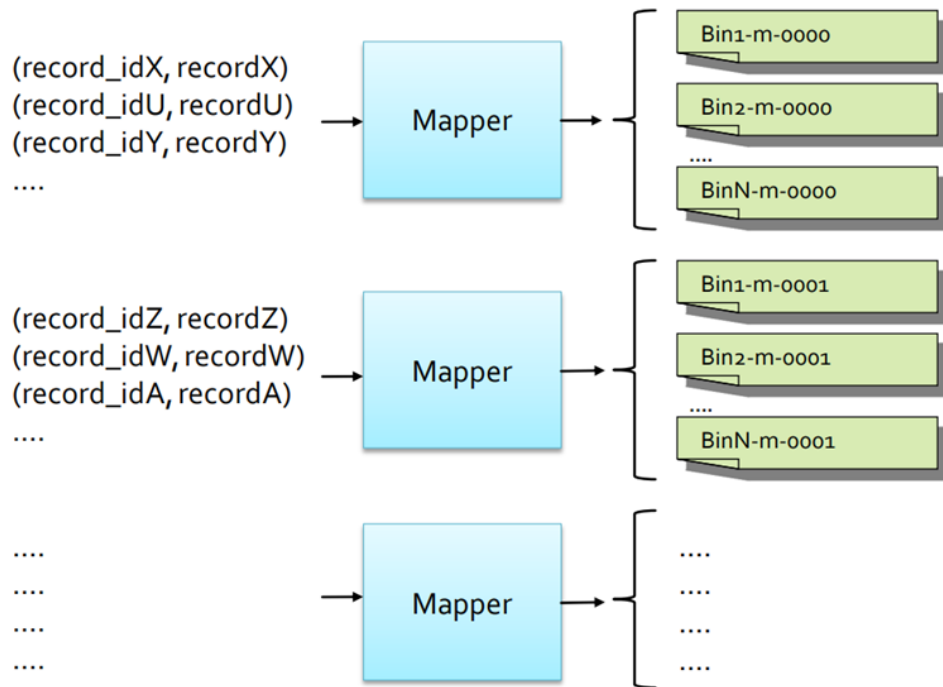 (record_idX, recordX)
(record_idU, recordU)
(record_idY, recordY)
....
Mapper
Bin1-m-0000
Bin2-m-0000
....
BinN-m-0000
(record_idZ, recordZ)
(record_idW, recordW)
(record_idA, recordA)
....
Mapper
Bin1-m-0001
Bin2-m-0001
....
BinN-m-0001
....
....
....
....
Mapper
....
....
....
....